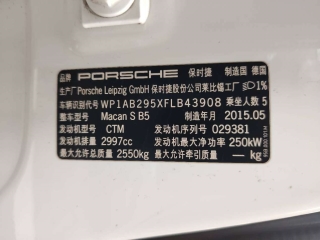 品牌 PORSCHE 保时捷 制造国 德国
生产厂 Porsche Leipzig GmbH 保时捷股份公司莱比锡工厂 1%
车辆识别代号 WP1AB295XFLB43908 乘坐人数 5
整车型号 Macan S B5 制造年月 2015.05
发动机型号 CTM 发动机序列号 029381
发动机排量 2997cc 发动机最大净功率 250kW
最大允许总质量 2550kg 最大允许牵引质量 — kg